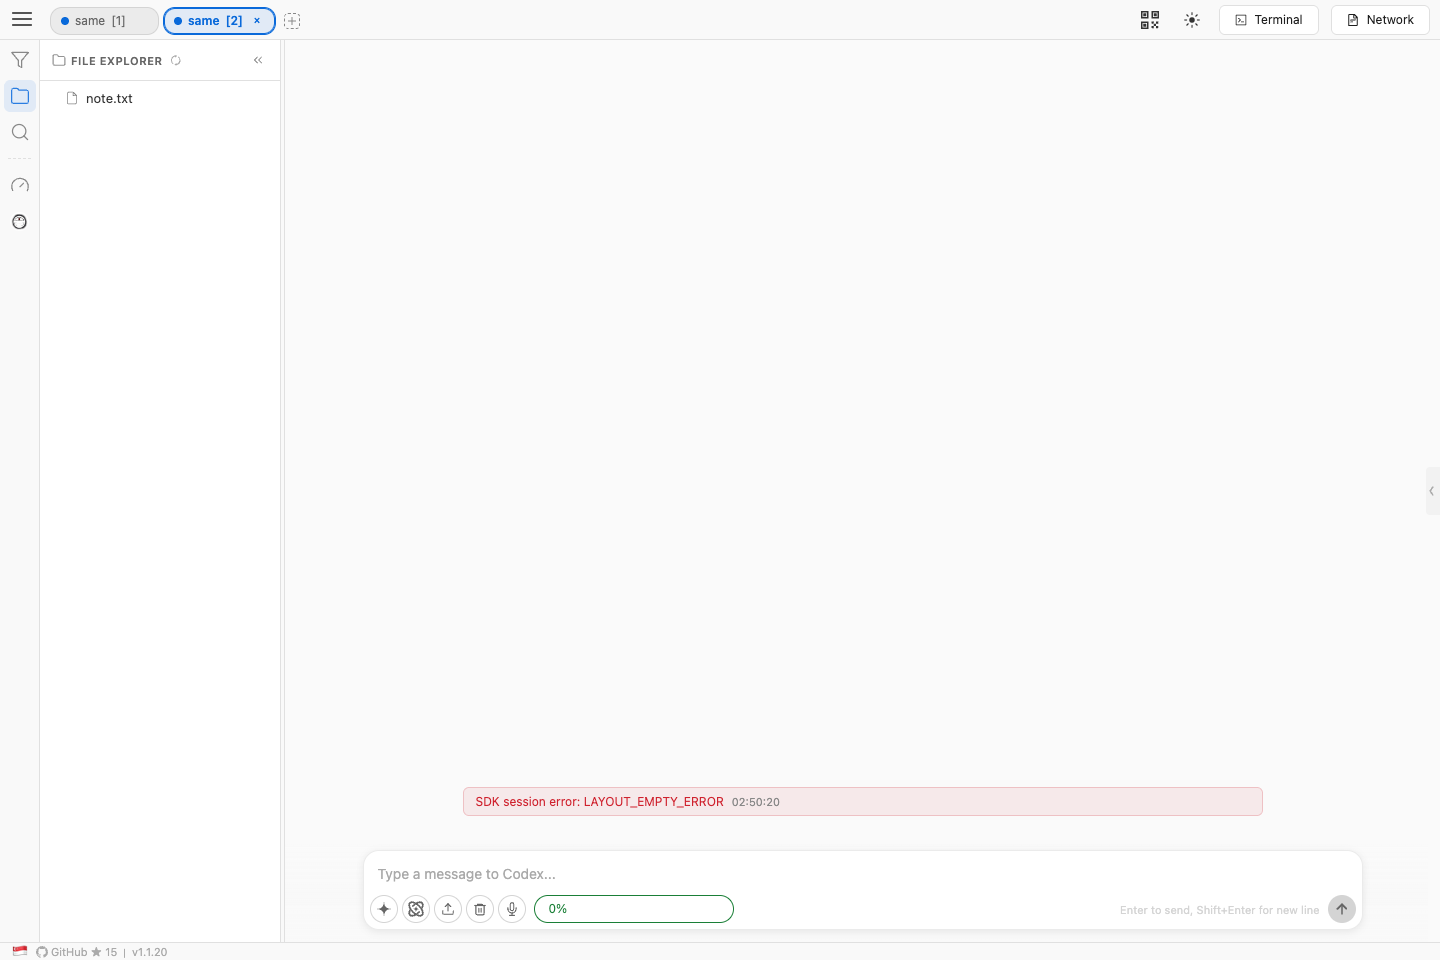 same [1]
same [2] ×
Terminal
Network
FILE EXPLORER
note.txt
SDK session error: LAYOUT_EMPTY_ERROR 02:50:20
Type a message to Codex...
0%
Enter to send, Shift+Enter for new line
GitHub ★ 15 | v1.1.20